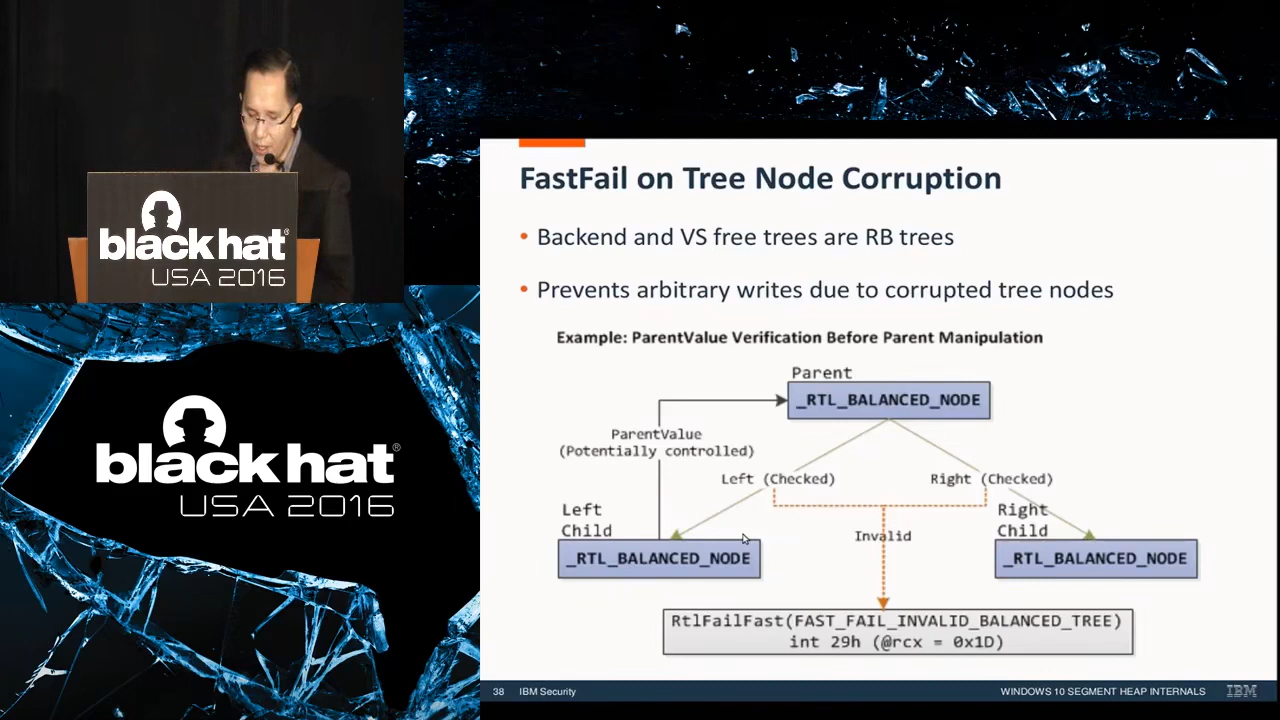 black hat®
USA 2016
black hat®
USA 2016
FastFail on Tree Node Corruption
• Backend and VS free trees are RB trees
• Prevents arbitrary writes due to corrupted tree nodes
Example: ParentValue Verification Before Parent Manipulation
Parent
_RTL_BALANCED_NODE
ParentValue
(Potentially controlled)
Left (Checked)
Right (Checked)
Left
Child
_RTL_BALANCED_NODE
Invalid
Right
Child
_RTL_BALANCED_NODE
RtlFailFast(FAST_FAIL_INVALID_BALANCED_TREE)
int 29h (@rcx = 0x1D)
38 IBM Security
WINDOWS 10 SEGMENT HEAP INTERNALS IBM